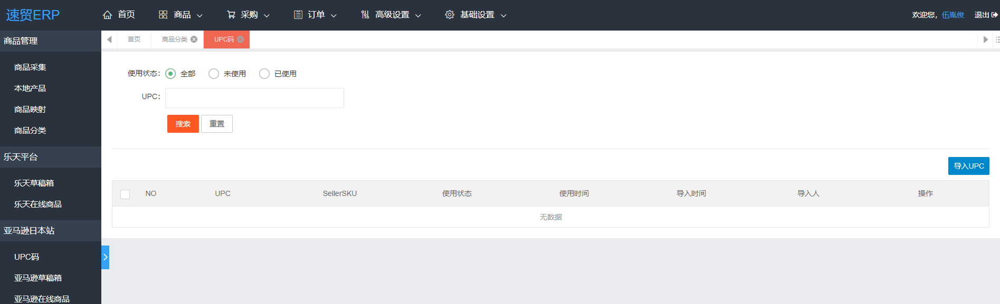 速贸ERP
首页
商品
采购
订单
高级设置
基础设置
欢迎您，伍胤俊
退出
商品管理
商品采集
本地产品
商品映射
商品分类
乐天平台
乐天草稿箱
乐天在线商品
亚马逊日本站
UPC码
亚马逊草稿箱
亚马逊在线商品
首页
商品分类
UPC码
使用状态：
全部
未使用
已使用
UPC：
搜索
重置
导入UPC
NO
UPC
SellerSKU
使用状态
使用时间
导入时间
导入人
操作
无数据